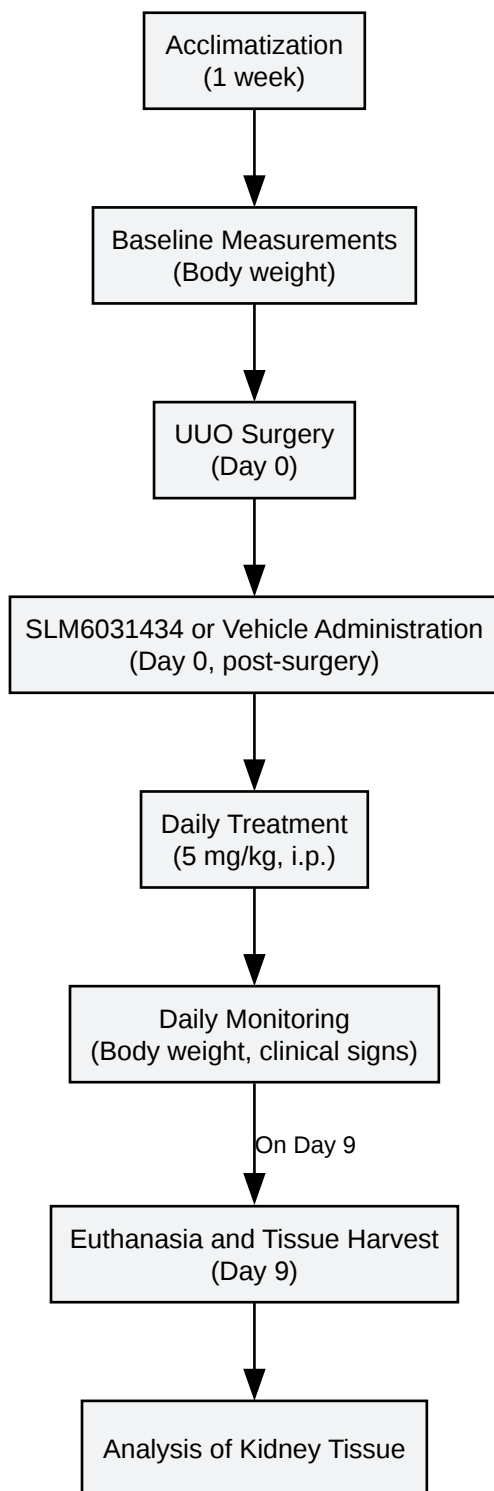 Acclimatization
(1 week)
Baseline Measurements
(Body weight)
UUO Surgery
(Day 0)
SLM6031434 or Vehicle Administration
(Day 0, post-surgery)
Daily Treatment
(5 mg/kg, i.p.)
Daily Monitoring
(Body weight, clinical signs)
On Day 9
Euthanasia and Tissue Harvest
(Day 9)
Analysis of Kidney Tissue